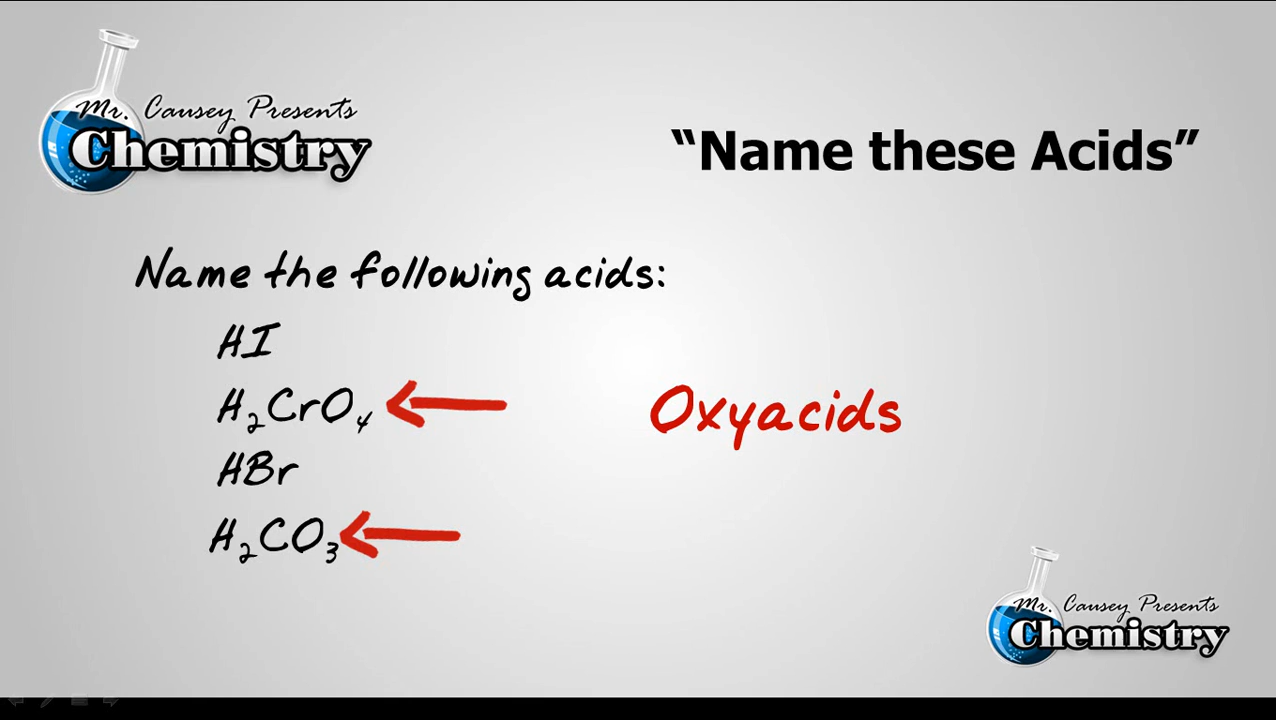 Mr. Causey Presents
Chemistry
“Name these Acids”
Name the following acids:
HI
H₂CrO₄
Oxyacids
HBr
H₂CO₃
Mr. Causey Presents
Chemistry